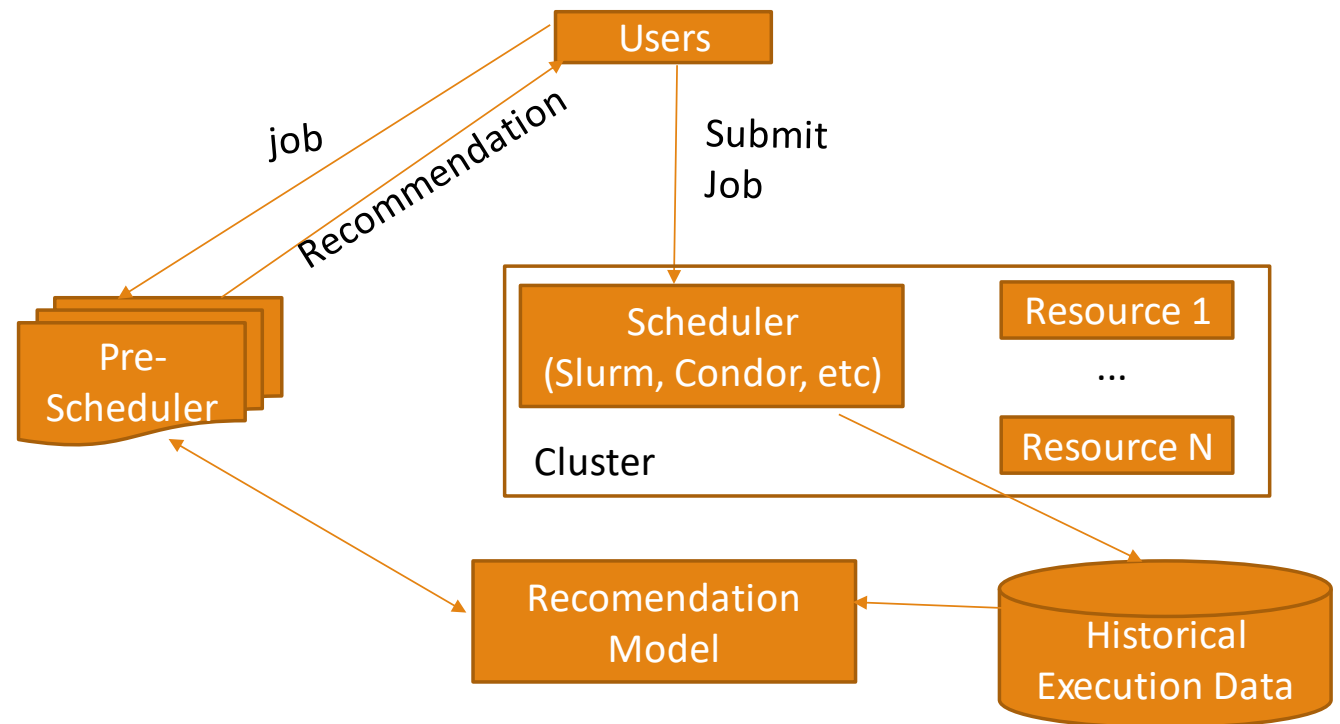 Users
job
Recommendation
Submit
Job
Pre-
Scheduler
Scheduler
(Slurm, Condor, etc)
Resource 1
...
Resource N
Cluster
Recomendation
Model
Historical
Execution Data